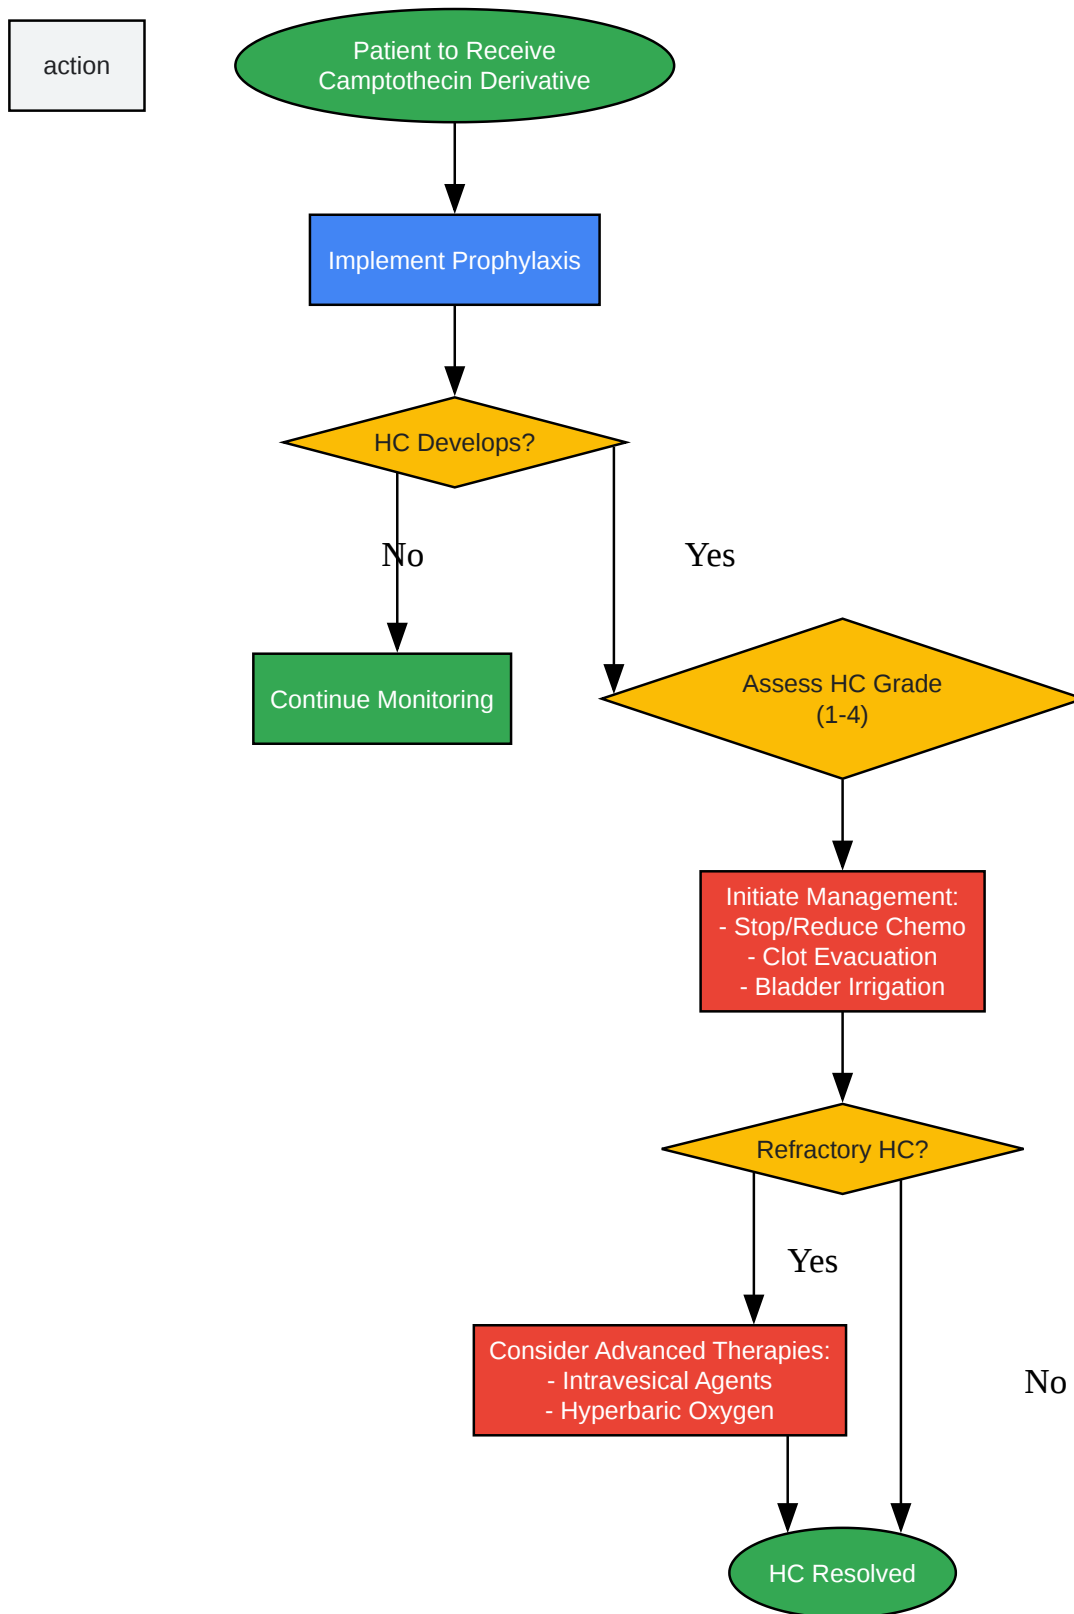 action
Patient to Receive
Camptothecin Derivative
Implement Prophylaxis
HC Develops?
No
Yes
Continue Monitoring
Assess HC Grade
(1-4)
Initiate Management:
- Stop/Reduce Chemo
- Clot Evacuation
- Bladder Irrigation
Refractory HC?
Yes
Consider Advanced Therapies:
- Intravesical Agents
- Hyperbaric Oxygen
No
HC Resolved